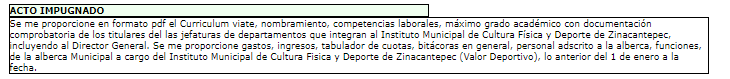 ACTO IMPUGNADO
Se me proporcione en formato pdf el Curriculum viate, nombramiento, competencias laborales, máximo grado académico con documentación
comprobatoria de los titulares del las jefaturas de departamentos que integran al Instituto Municipal de Cultura Física y Deporte de Zinacantepec,
incluyendo al Director General. Se me proporcione gastos, ingresos, tabulador de cuotas, bitácoras en general, personal adscrito a la alberca, funciones,
de la alberca Municipal a cargo del Instituto Municipal de Cultura Fisica y Deporte de Zinacantepec (Valor Deportivo), lo anterior del 1 de enero a la
fecha.